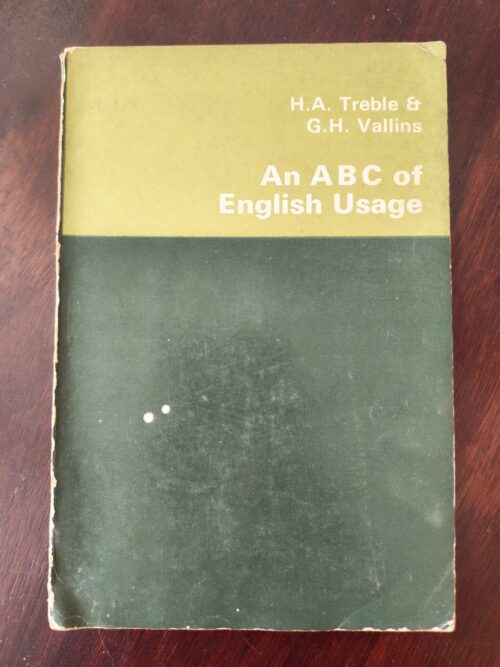 H.A. Treble &
G.H. Vallins
An ABC of
English Usage